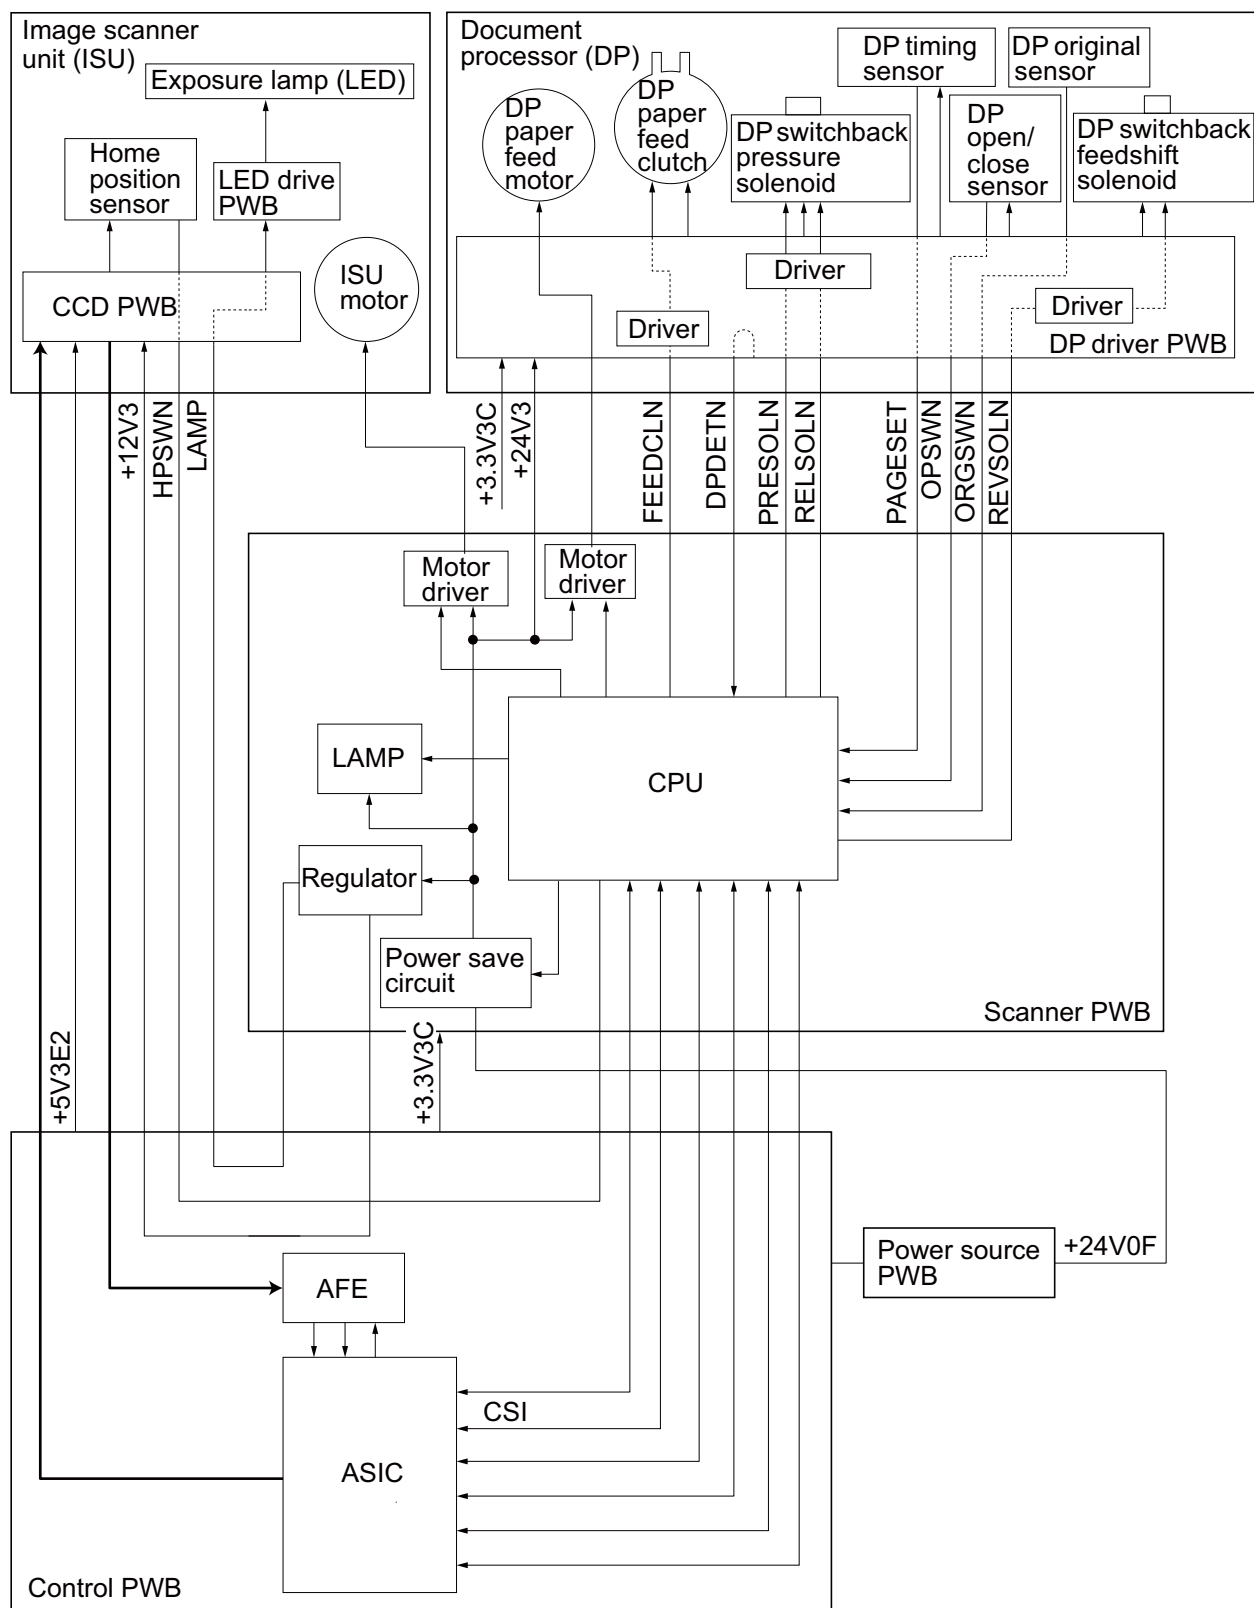 Image scanner
unit (ISU)
Exposure lamp (LED)
Home
position
sensor
LED drive
PWB
CCD PWB
ISU
motor
Document
processor (DP)
DP
paper
feed
motor
DP
paper
feed
clutch
DP switchback
pressure
solenoid
DP timing
sensor
DP original
sensor
DP
open/
close
sensor
DP switchback
feedshift
solenoid
Driver
Driver
Driver
DP driver PWB
+12V3
HPSWN
LAMP
+3.3V3C
+24V3
FEEDCLN
DPDETN
PRESOLN
RELSOLN
PAGESET
OPSWN
ORGSWN
REVSOLN
Motor
driver
Motor
driver
LAMP
CPU
Regulator
Power save
circuit
Scanner PWB
+5V3E2
+3.3V3C
Power source
PWB
+24V0F
AFE
CSI
ASIC
Control PWB